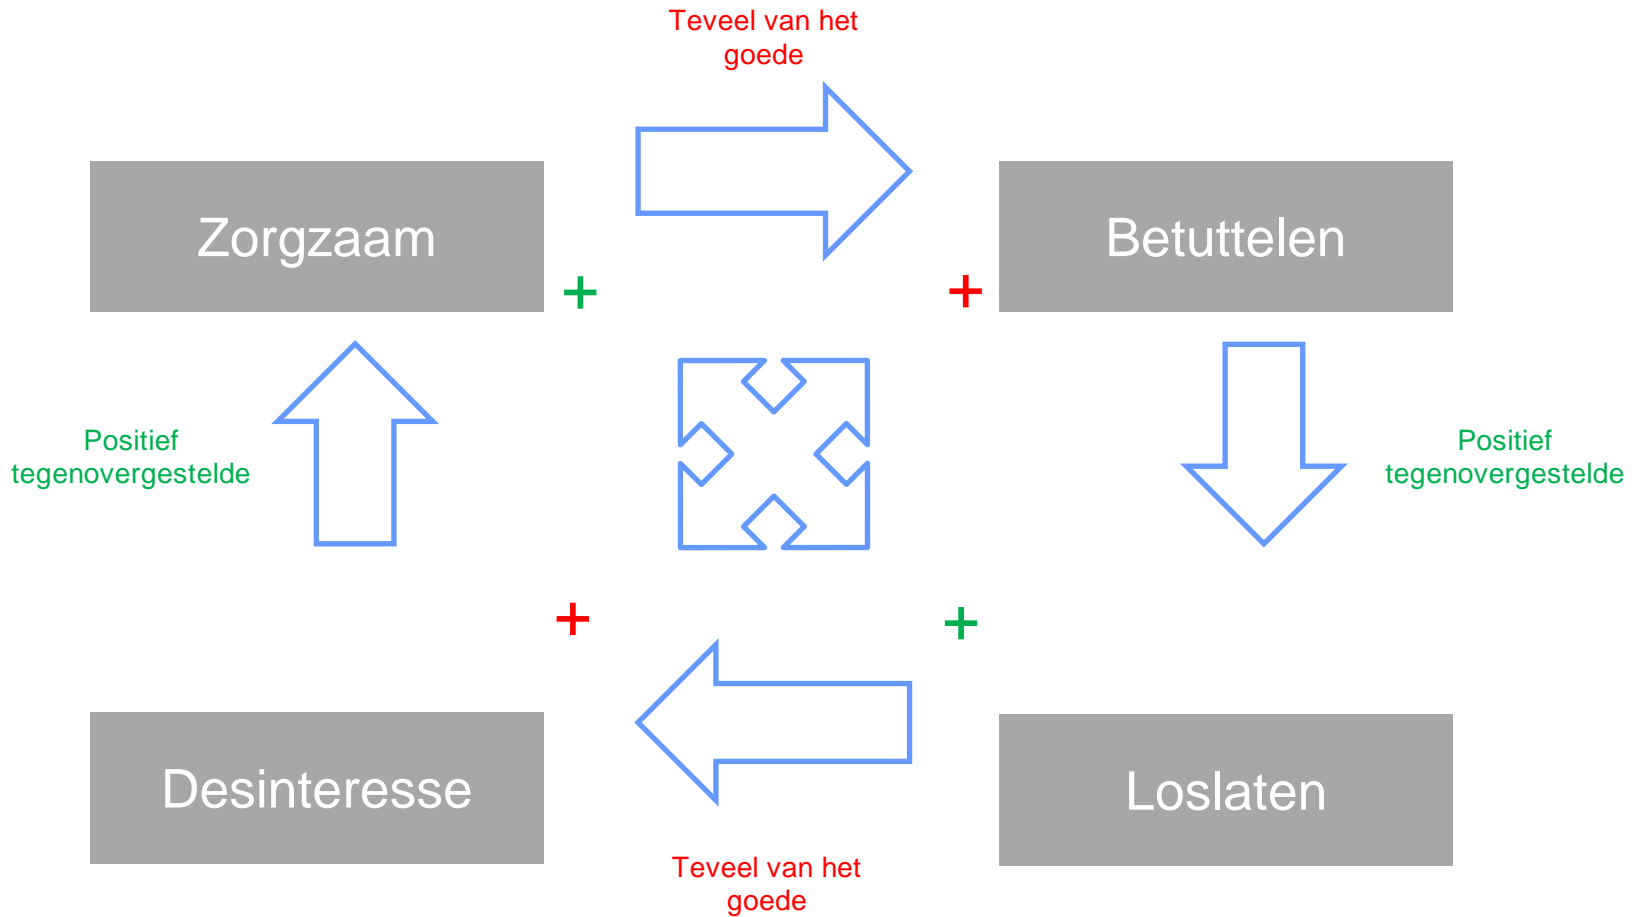 Teveel van het
goede
Zorgzaam
Betuttelen
+
+
Positief
tegenovergestelde
Positief
tegenovergestelde
+
+
Desinteresse
Loslaten
Teveel van het
goede